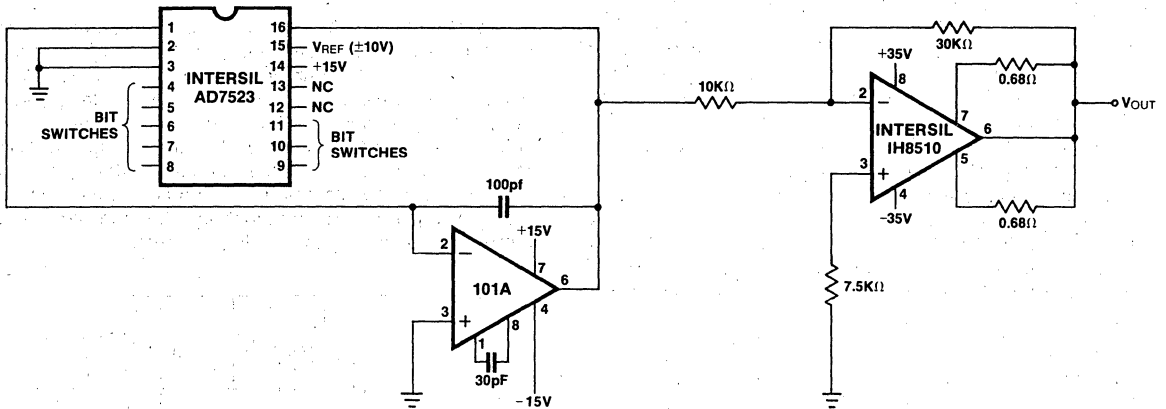 1
2
3
4
5
6
7
8
BIT
SWITCHES
INTERSIL
AD7523
16
15
14
13
12
11
10
9
VREF (±10V)
+15V
NC
NC
BIT
SWITCHES
100pf
+15V
2
−
7
101A
6
3
+
4
8
1
30pF
−15V
10KΩ
30KΩ
+35V
8
0.68Ω
2
−
7
INTERSIL
IH8510
6
VOUT
3
+
5
4
−35V
0.68Ω
7.5KΩ